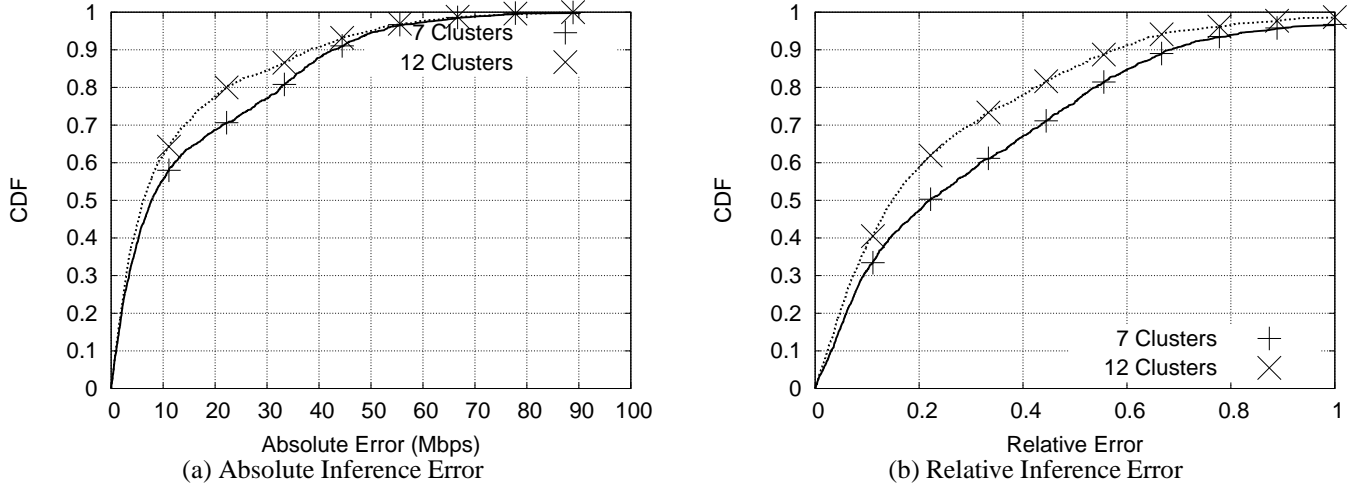 1
0.9
0.8
0.7
0.6
0.5
0.4
0.3
0.2
0.1
0
CDF
7 Clusters
12 Clusters
0 10 20 30 40 50 60 70 80 90 100
Absolute Error (Mbps)
(a) Absolute Inference Error
1
0.9
0.8
0.7
0.6
0.5
0.4
0.3
0.2
0.1
0
CDF
7 Clusters
12 Clusters
0 0.2 0.4 0.6 0.8 1
Relative Error
(b) Relative Inference Error